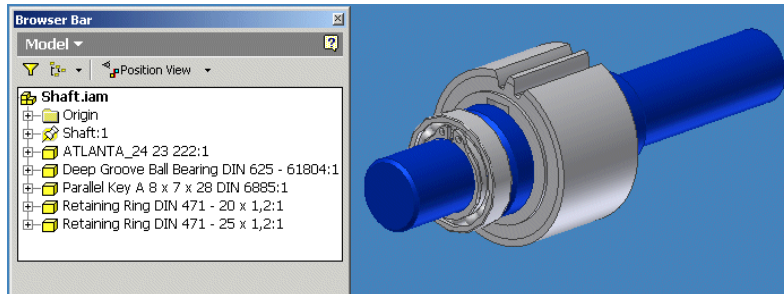 Browser Bar
Model
Position View
Shaft.iam
Origin
Shaft:1
ATLANTA_24 23 222:1
Deep Groove Ball Bearing DIN 625 - 61804:1
Parallel Key A 8 x 7 x 28 DIN 6885:1
Retaining Ring DIN 471 - 20 x 1,2:1
Retaining Ring DIN 471 - 25 x 1,2:1